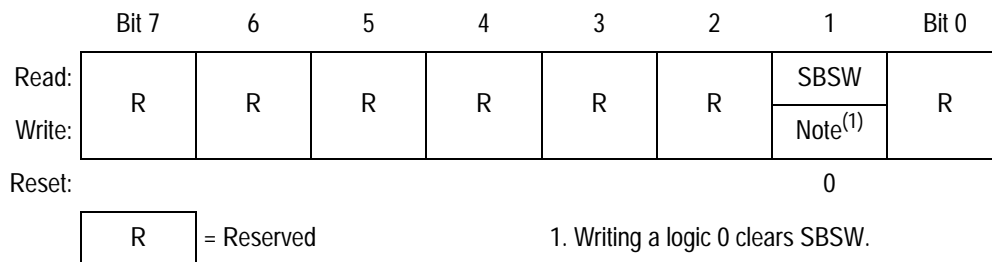 Bit 7 6 5 4 3 2 1 Bit 0
Read: R R R R R R SBSW R
Write: Note(1)
Reset: 0
R = Reserved 1. Writing a logic 0 clears SBSW.